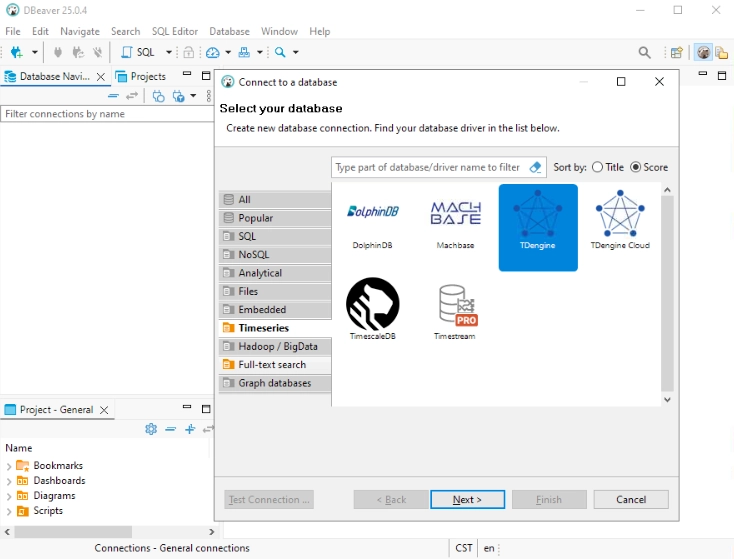 DBeaver 25.0.4
File Edit Navigate Search SQL Editor Database Window Help
SQL
Database Navi... Projects
Filter connections by name
Connect to a database
Select your database
Create new database connection. Find your database driver in the list below.
Type part of database/driver name to filter Sort by: Title Score
All
Popular
SQL
NoSQL
Analytical
Files
Embedded
Timeseries
Hadoop / BigData
Full-text search
Graph databases
DolphinDB
MACH
BASE
DolphinDB Machbase TDengine TDengine Cloud
PRO
TimescaleDB Timestream
Test Connection ... < Back Next > Finish Cancel
Project - General
Name
Bookmarks
Dashboards
Diagrams
Scripts
Connections - General connections CST en